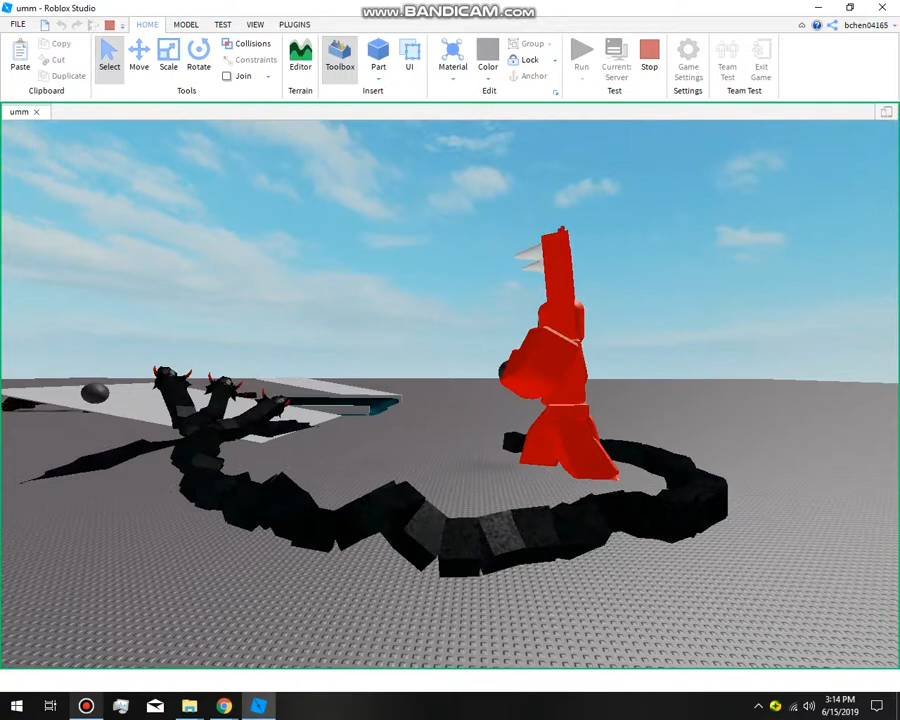 umm - Roblox Studio
www.BANDICAM.com
FILE HOME MODEL TEST VIEW PLUGINS
bchen04165
Paste
Copy
Cut
Duplicate
Clipboard
Select
Move
Scale
Rotate
Collisions
Constraints
Join
Tools
Editor
Terrain
Toolbox
Part
UI
Insert
Material
Color
Group
Lock
Anchor
Edit
Run
Current:
Server
Stop
Test
Game
Settings
Settings
Team
Test
Exit
Game
Team Test
umm
3:14 PM
6/15/2019